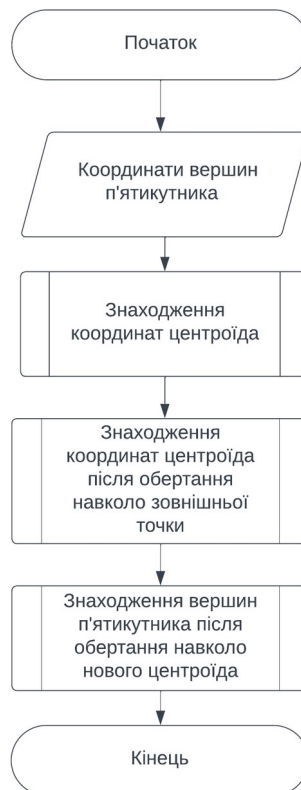 Початок
Координати вершин
п'ятикутника
Знаходження
координат центроїда
Знаходження
координат центроїда
після обертання
навколо зовнішньої
точки
Знаходження вершин
п'ятикутника після
обертання навколо
нового центроїда
Кінець